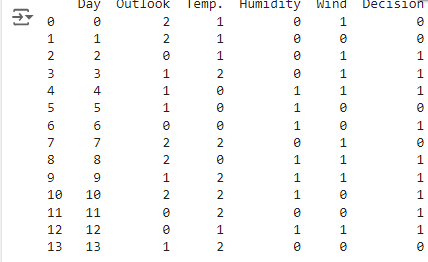 Day Outlook Temp. Humidity Wind Decision
0 0 2 1 0 1 0
1 1 2 1 0 0 0
2 2 0 1 0 1 1
3 3 1 2 0 1 1
4 4 1 0 1 1 1
5 5 1 0 1 0 0
6 6 0 0 1 0 1
7 7 2 2 0 1 0
8 8 2 0 1 1 1
9 9 1 2 1 1 1
10 10 2 2 1 0 1
11 11 0 2 0 0 1
12 12 0 1 1 1 1
13 13 1 2 0 0 0